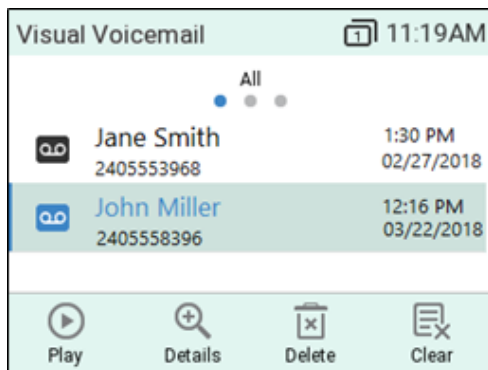 Visual Voicemail 1 11:19AM
All
Jane Smith 1:30 PM
2405553968 02/27/2018
John Miller 12:16 PM
2405558396 03/22/2018
Play Details Delete Clear